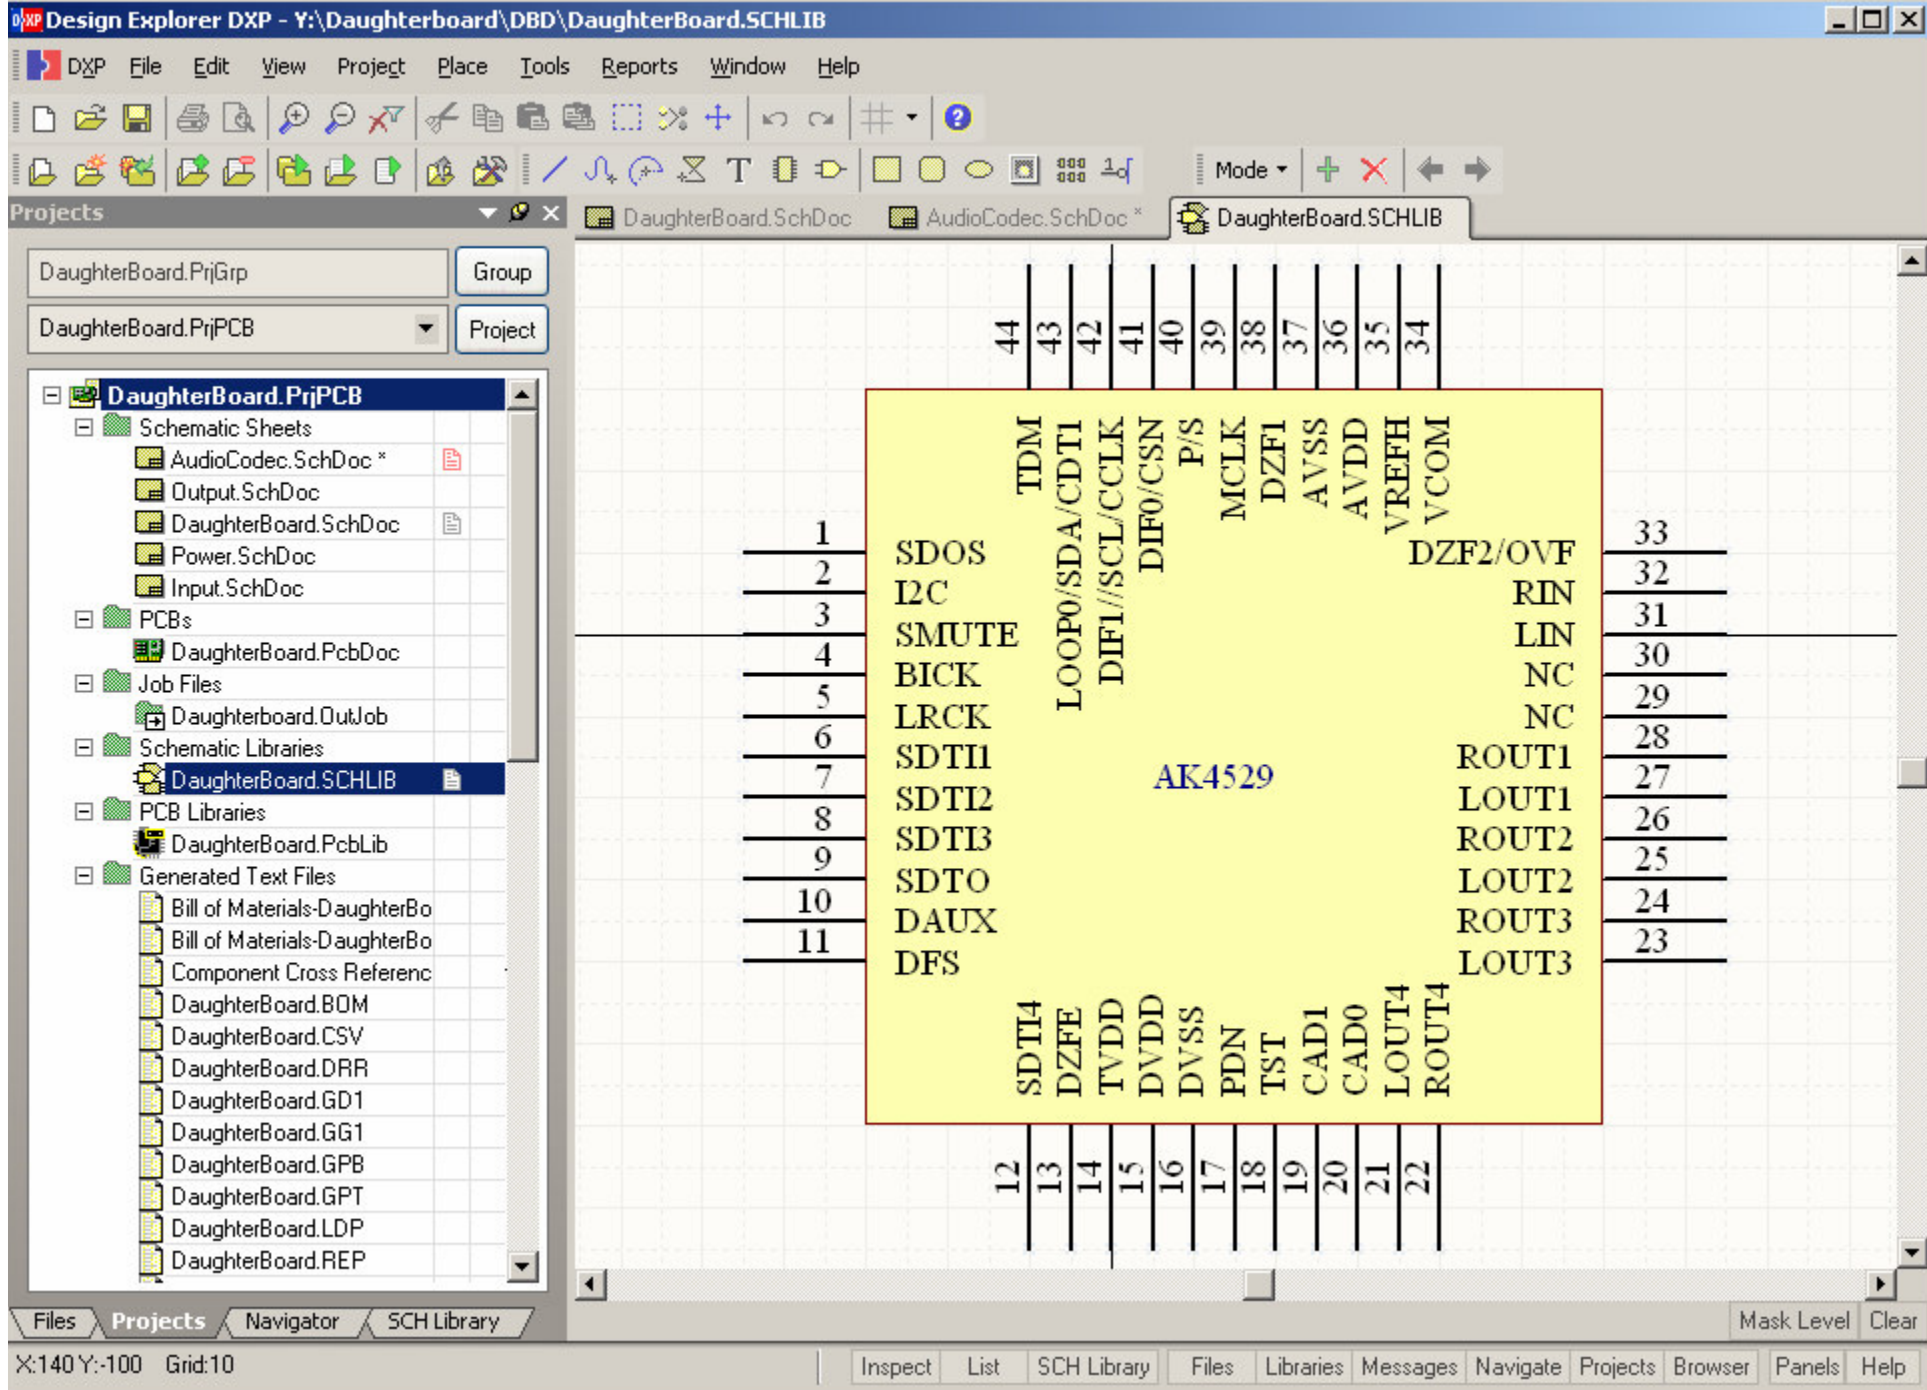 Design Explorer DXP - Y:\Daughterboard\DBD\DaughterBoard.SCHLIB
DXP File Edit View Project Place Tools Reports Window Help
Mode
Projects
DaughterBoard.SchDoc AudioCodec.SchDoc * DaughterBoard.SCHLIB
DaughterBoard.PrjGrp Group
DaughterBoard.PrjPCB Project
DaughterBoard.PrjPCB
Schematic Sheets
AudioCodec.SchDoc *
Output.SchDoc
DaughterBoard.SchDoc
Power.SchDoc
Input.SchDoc
PCBs
DaughterBoard.PcbDoc
Job Files
Daughterboard.OutJob
Schematic Libraries
DaughterBoard.SCHLIB
PCB Libraries
DaughterBoard.PcbLib
Generated Text Files
Bill of Materials-DaughterBo
Bill of Materials-DaughterBo
Component Cross Referenc
DaughterBoard.BOM
DaughterBoard.CSV
DaughterBoard.DRR
DaughterBoard.GD1
DaughterBoard.GG1
DaughterBoard.GPB
DaughterBoard.GPT
DaughterBoard.LDP
DaughterBoard.REP
Files Projects Navigator SCH Library
44 43 42 41 40 39 38 37 36 35 34
TDM
LOOP0/SDA/CDT1
DIF1//SCL/CCLK
DIF0/CSN
P/S
MCLK
DZF1
AVSS
AVDD
VREFH
VCOM
1 SDOS
2 I2C
3 SMUTE
4 BICK
5 LRCK
6 SDTI1
7 SDTI2
8 SDTI3
9 SDTO
10 DAUX
11 DFS
AK4529
DZF2/OVF 33
RIN 32
LIN 31
NC 30
NC 29
ROUT1 28
LOUT1 27
ROUT2 26
LOUT2 25
ROUT3 24
LOUT3 23
SDTI4
DZFE
TVDD
DVDD
DVSS
PDN
TST
CAD1
CAD0
LOUT4
ROUT4
12 13 14 15 16 17 18 19 20 21 22
Mask Level Clear
X:140 Y:-100 Grid:10
Inspect List SCH Library Files Libraries Messages Navigate Projects Browser Panels Help